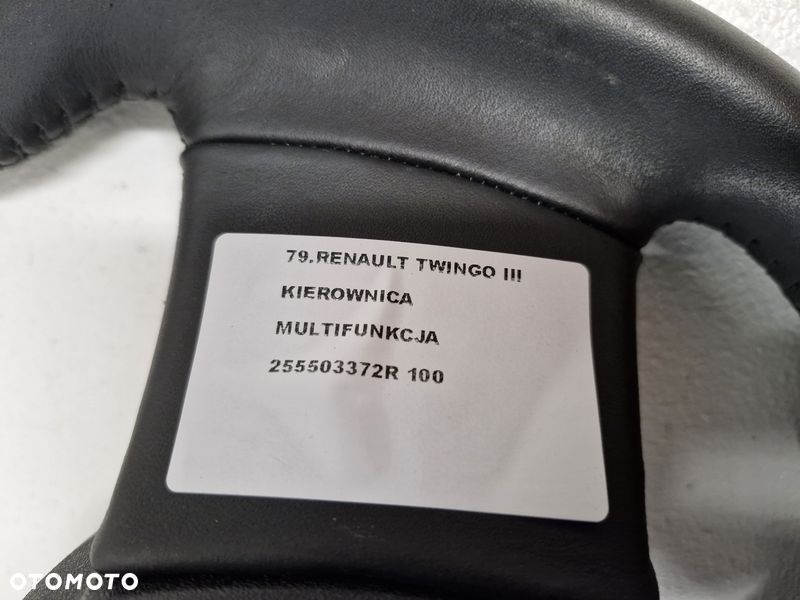 79.RENAULT TWINGO III
KIEROWNICA
MULTIFUNKCJA
255503372R 100
OTOMOTO